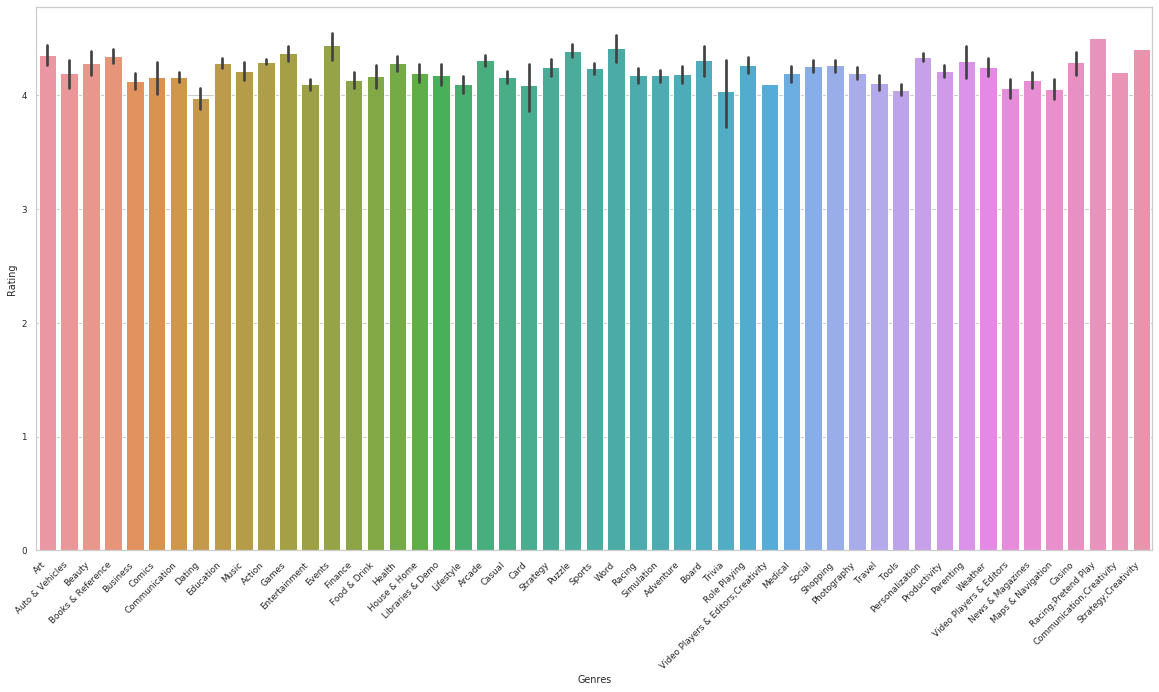 Rating
4
3
2
1
0
Art
Auto & Vehicles
Beauty
Books & Reference
Business
Comics
Communication
Dating
Education
Music
Action
Games
Entertainment
Events
Finance
Food & Drink
Health
House & Home
Libraries & Demo
Lifestyle
Arcade
Casual
Card
Strategy
Puzzle
Sports
Word
Racing
Simulation
Adventure
Board
Trivia
Role Playing
Video Players & Editors;Creativity
Medical
Social
Shopping
Photography
Travel
Tools
Personalization
Productivity
Parenting
Weather
Video Players & Editors
News & Magazines
Maps & Navigation
Casino
Racing;Pretend Play
Communication;Creativity
Strategy;Creativity
Genres